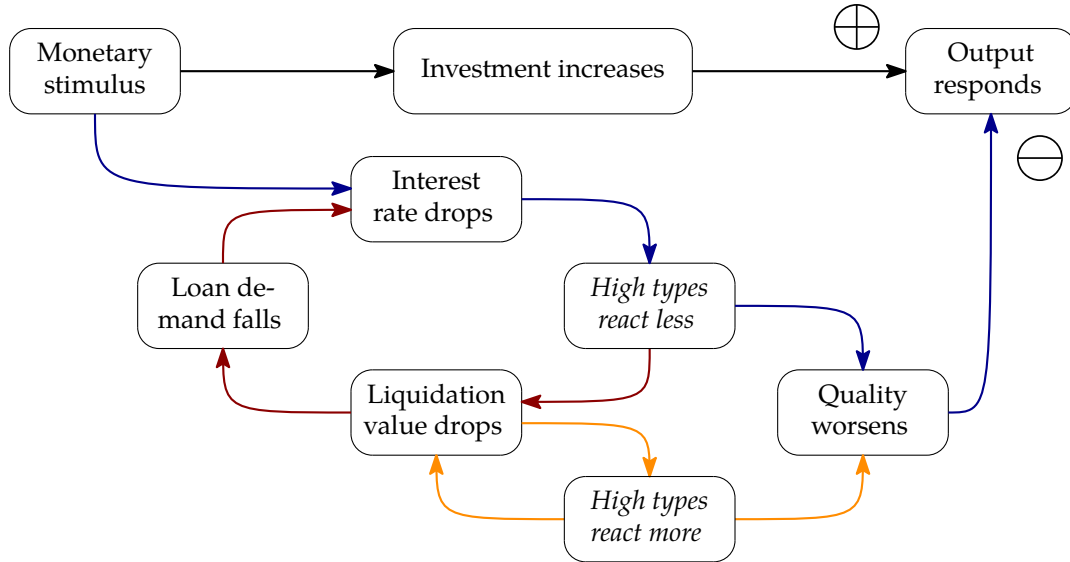 Monetary
stimulus
Investment increases
Output
responds
Interest
rate drops
Loan de-
mand falls
High types
react less
Liquidation
value drops
Quality
worsens
High types
react more